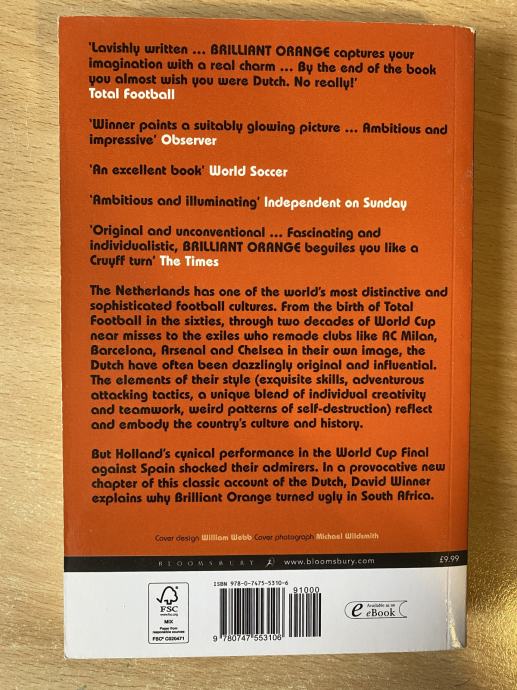 'Lavishly written ... BRILLIANT ORANGE captures your
imagination with a real charm ... By the end of the book
you almost wish you were Dutch. No really!'
Total Football
'Winner paints a suitably glowing picture ... Ambitious and
impressive' Observer
'An excellent book' World Soccer
'Ambitious and illuminating' Independent on Sunday
'Original and unconventional ... Fascinating and
individualistic, BRILLIANT ORANGE beguiles you like a
Cruyff turn' The Times
The Netherlands has one of the world's most distinctive and
sophisticated football cultures. From the birth of Total
Football in the sixties, through two decades of World Cup
near misses to the exiles who remade clubs like AC Milan,
Barcelona, Arsenal and Chelsea in their own image, the
Dutch have often been dazzlingly original and influential.
The elements of their style (exquisite skills, adventurous
attacking tactics, a unique blend of individual creativity
and teamwork, weird patterns of self-destruction) reflect
and embody the country's culture and history.
But Holland's cynical performance in the World Cup Final
against Spain shocked their admirers. In a provocative new
chapter of this classic account of the Dutch, David Winner
explains why Brilliant Orange turned ugly in South Africa.
Cover design William Webb Cover photograph Michael Wildsmith
BLOOMSBURY www.bloomsbury.com £9.99
ISBN 978-0-7475-5310-6
91000
9 780747 553106
FSC
www.fsc.org
MIX
Paper from
responsible sources
FSC® C020471
e Available as an
eBook